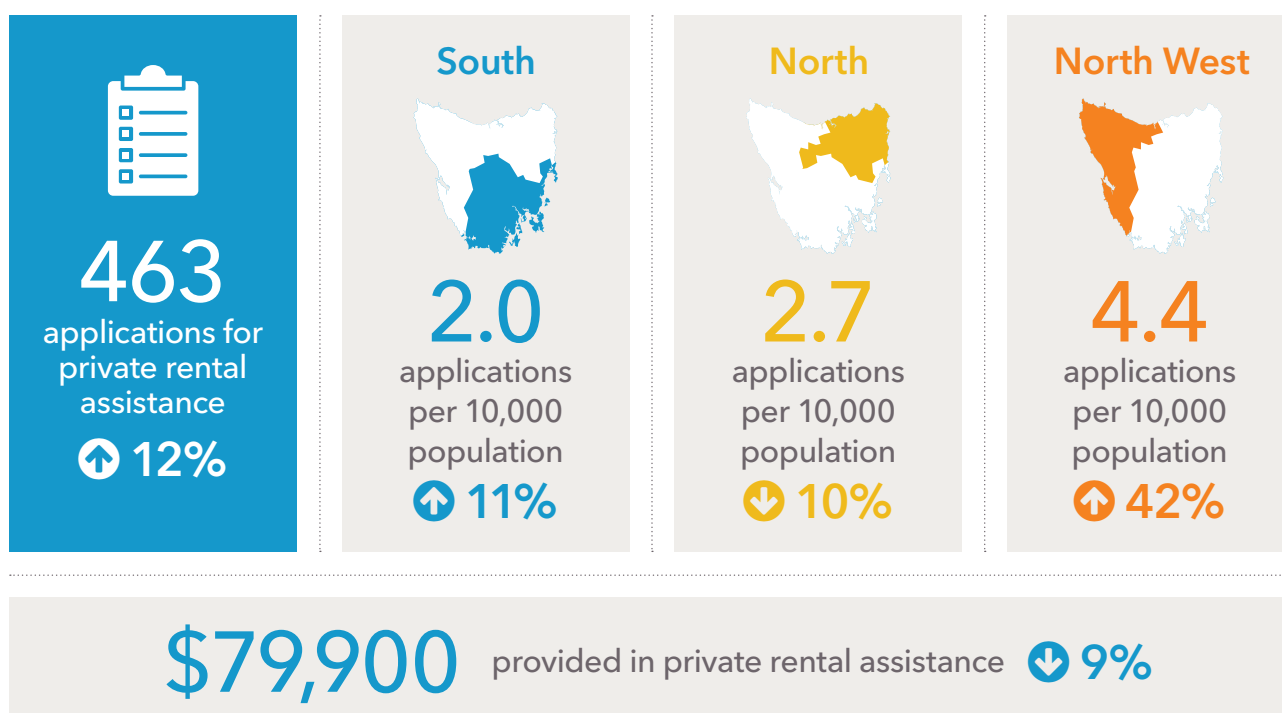 463
applications for
private rental
assistance
12%
South
2.0
applications
per 10,000
population
11%
North
2.7
applications
per 10,000
population
10%
North West
4.4
applications
per 10,000
population
42%
$79,900 provided in private rental assistance 9%